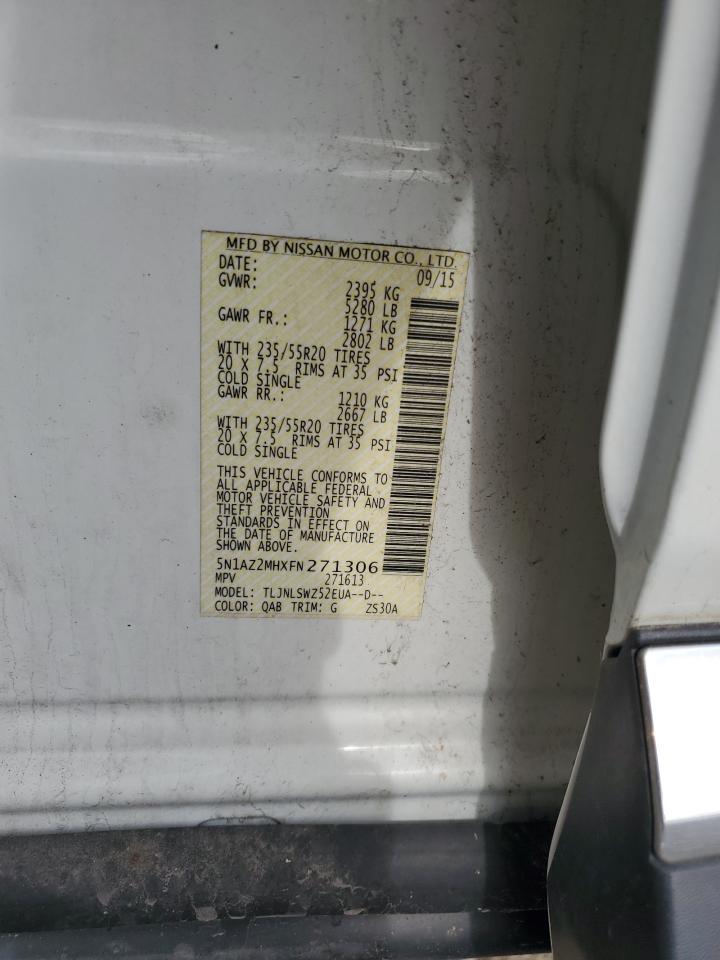 MFD BY NISSAN MOTOR CO., LTD.
DATE: 09/15
GVWR: 2395 KG
5280 LB
GAWR FR.: 1271 KG
2802 LB
WITH 235/55R20 TIRES
20 X 7.5 RIMS AT 35 PSI
COLD SINGLE
GAWR RR.: 1210 KG
2667 LB
WITH 235/55R20 TIRES
20 X 7.5 RIMS AT 35 PSI
COLD SINGLE
THIS VEHICLE CONFORMS TO
ALL APPLICABLE FEDERAL
MOTOR VEHICLE SAFETY AND
THEFT PREVENTION
STANDARDS IN EFFECT ON
THE DATE OF MANUFACTURE
SHOWN ABOVE.
5N1AZ2MHXFN271306
MPV 271613
MODEL: TLJNLSWZ52EUA--D--
COLOR: QAB TRIM: G ZS30A